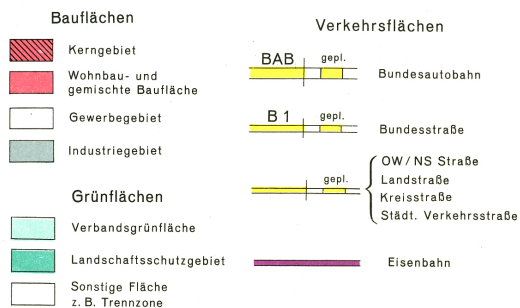 Bauflächen
Kerngebiet
Wohnbau- und
gemischte Baufläche
Gewerbegebiet
Industriegebiet
Grünflächen
Verbandsgrünfläche
Landschaftsschutzgebiet
Sonstige Fläche
z. B. Trennzone
Verkehrsflächen
BAB gepl.
Bundesautobahn
B 1 gepl.
Bundesstraße
gepl.
OW / NS Straße
Landstraße
Kreisstraße
Städt. Verkehrsstraße
Eisenbahn